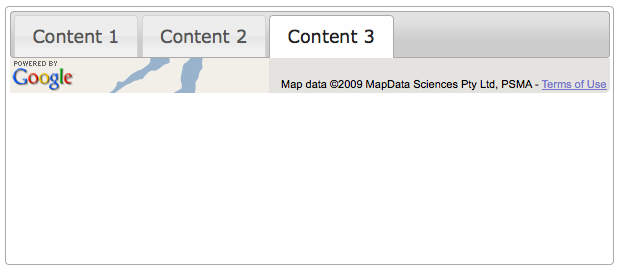 Content 1
Content 2
Content 3
POWERED BY
Google
Map data ©2009 MapData Sciences Pty Ltd, PSMA - Terms of Use